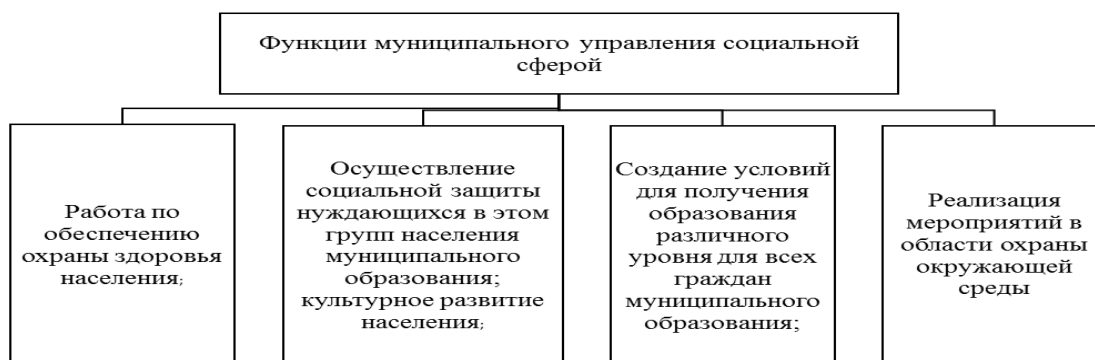 Функции муниципального управления социальной
сферой
Работа по
обеспечению
охраны здоровья
населения;
Осуществление
социальной защиты
нуждающихся в этом
групп населения
муниципального
образования;
культурное развитие
населения;
Создание условий
для получения
образования
различного
уровня для всех
граждан
муниципального
образования;
Реализация
мероприятий в
области охраны
окружающей
среды